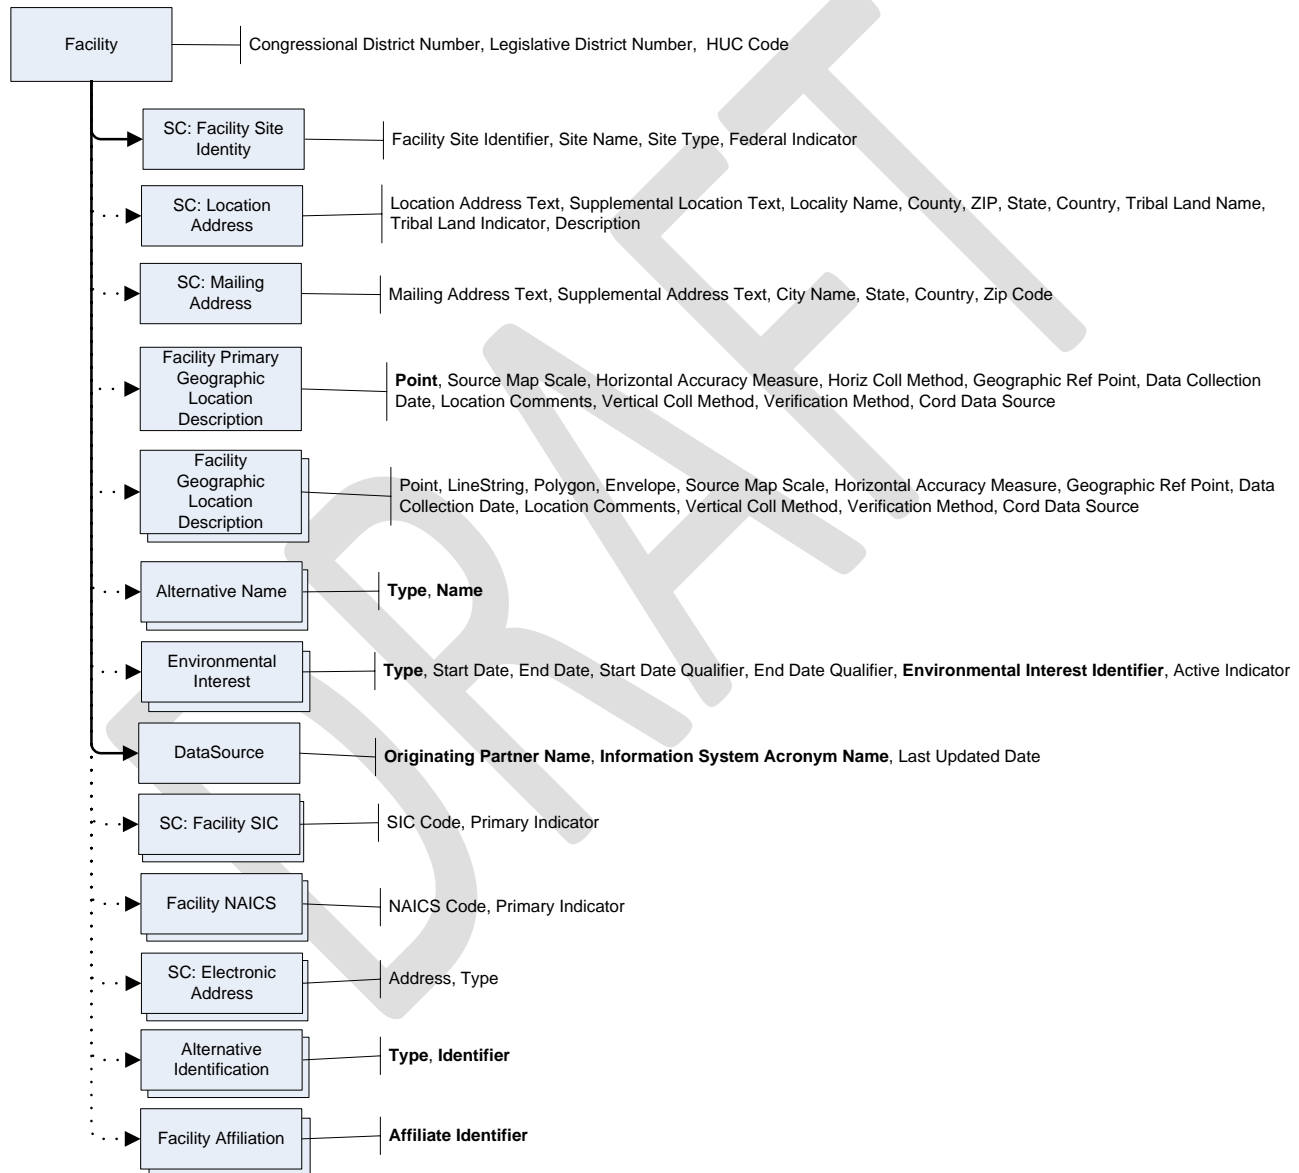 Facility
Congressional District Number, Legislative District Number, HUC Code
SC: Facility Site
Identity
Facility Site Identifier, Site Name, Site Type, Federal Indicator
SC: Location
Address
Location Address Text, Supplemental Location Text, Locality Name, County, ZIP, State, Country, Tribal Land Name,
Tribal Land Indicator, Description
SC: Mailing
Address
Mailing Address Text, Supplemental Address Text, City Name, State, Country, Zip Code
Facility Primary
Geographic
Location
Description
Point, Source Map Scale, Horizontal Accuracy Measure, Horiz Coll Method, Geographic Ref Point, Data Collection
Date, Location Comments, Vertical Coll Method, Verification Method, Cord Data Source
Facility
Geographic
Location
Description
Point, LineString, Polygon, Envelope, Source Map Scale, Horizontal Accuracy Measure, Geographic Ref Point, Data
Collection Date, Location Comments, Vertical Coll Method, Verification Method, Cord Data Source
Alternative Name
Type, Name
Environmental
Interest
Type, Start Date, End Date, Start Date Qualifier, End Date Qualifier, Environmental Interest Identifier, Active Indicator
DataSource
Originating Partner Name, Information System Acronym Name, Last Updated Date
SC: Facility SIC
SIC Code, Primary Indicator
Facility NAICS
NAICS Code, Primary Indicator
SC: Electronic
Address
Address, Type
Alternative
Identification
Type, Identifier
Facility Affiliation
Affiliate Identifier
DRAFT